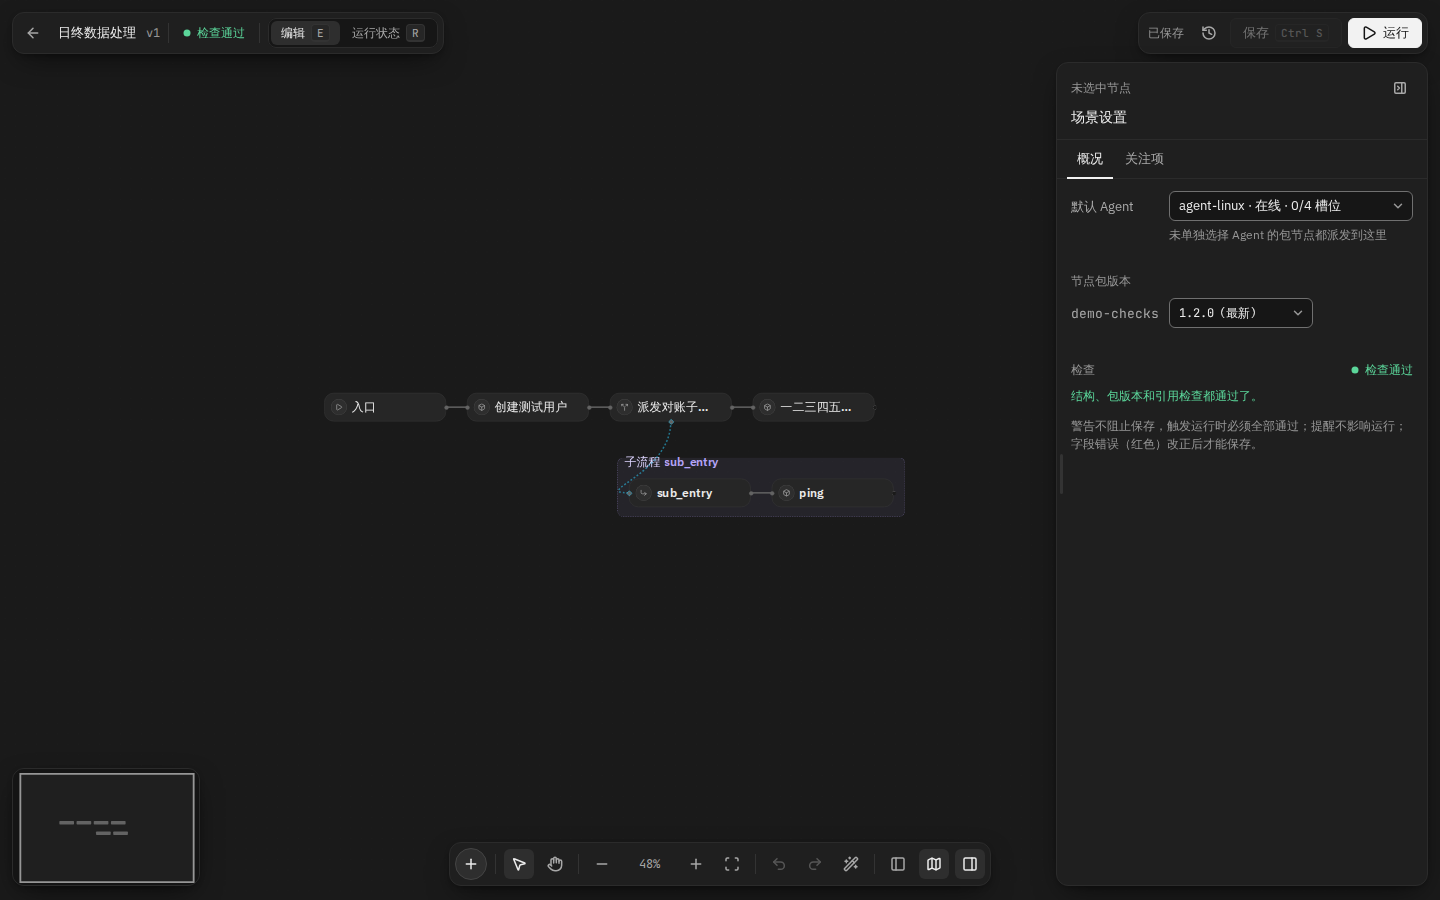 日终数据处理 v1 检查通过 编辑 E 运行状态 R
已保存 保存 Ctrl S 运行
未选中节点
场景设置
概况 关注项
默认 Agent agent-linux · 在线 · 0/4 槽位
未单独选择 Agent 的包节点都派发到这里
节点包版本
demo-checks 1.2.0 (最新)
检查 检查通过
结构、包版本和引用检查都通过了。
警告不阻止保存，触发运行时必须全部通过；提醒不影响运行；
字段错误（红色）改正后才能保存。
入口 创建测试用户 派发对账子... 一二三四五...
子流程 sub_entry
sub_entry ping
48%